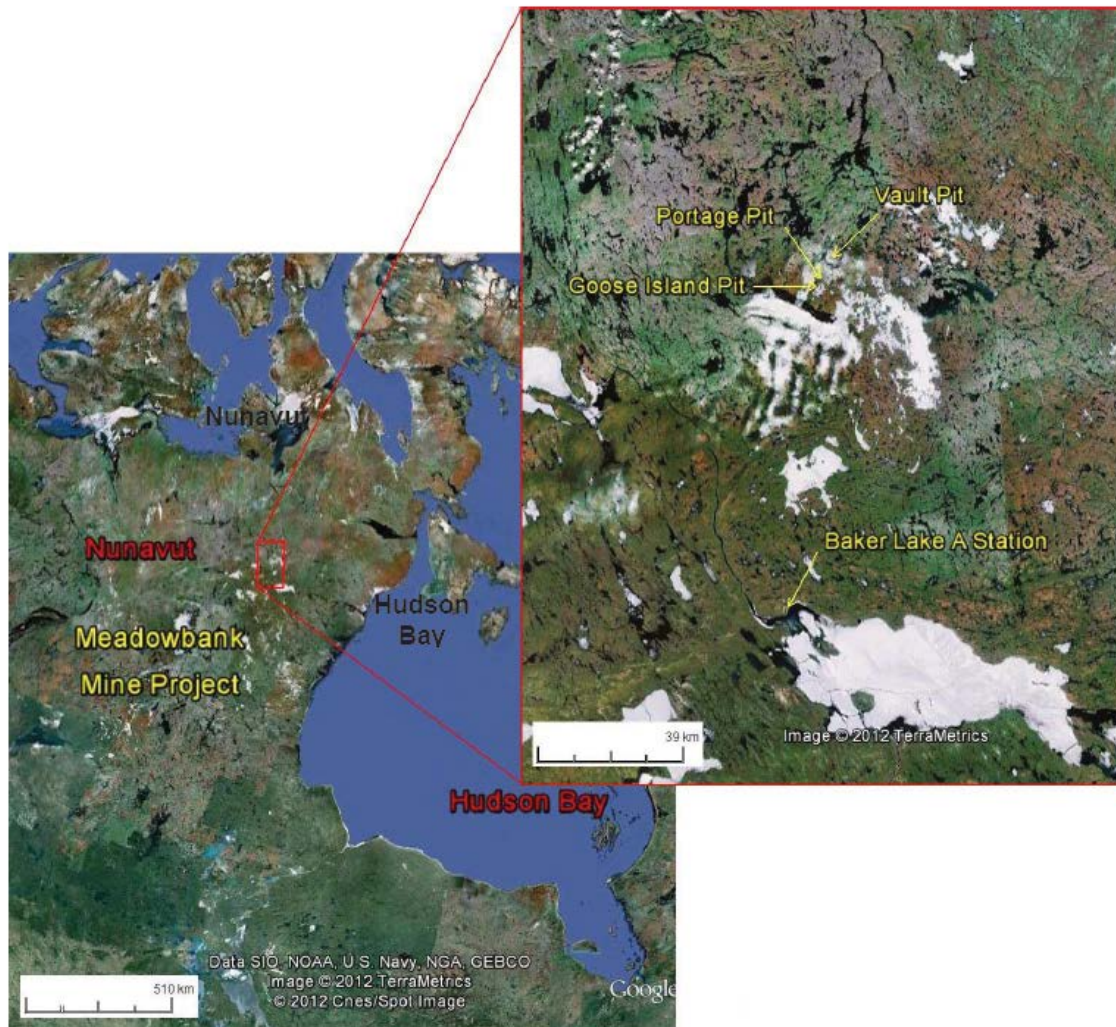 Vault Pit
Portage Pit
Goose Island Pit
Baker Lake A Station
39 km
Image © 2012 TerraMetrics
Nunavut
Nunavut
Hudson
Bay
Meadowbank
Mine Project
Hudson Bay
Data SIO, NOAA, U.S. Navy, NGA, GEBCO
Image © 2012 TerraMetrics
© 2012 Cnes/Spot Image
Google
510 km